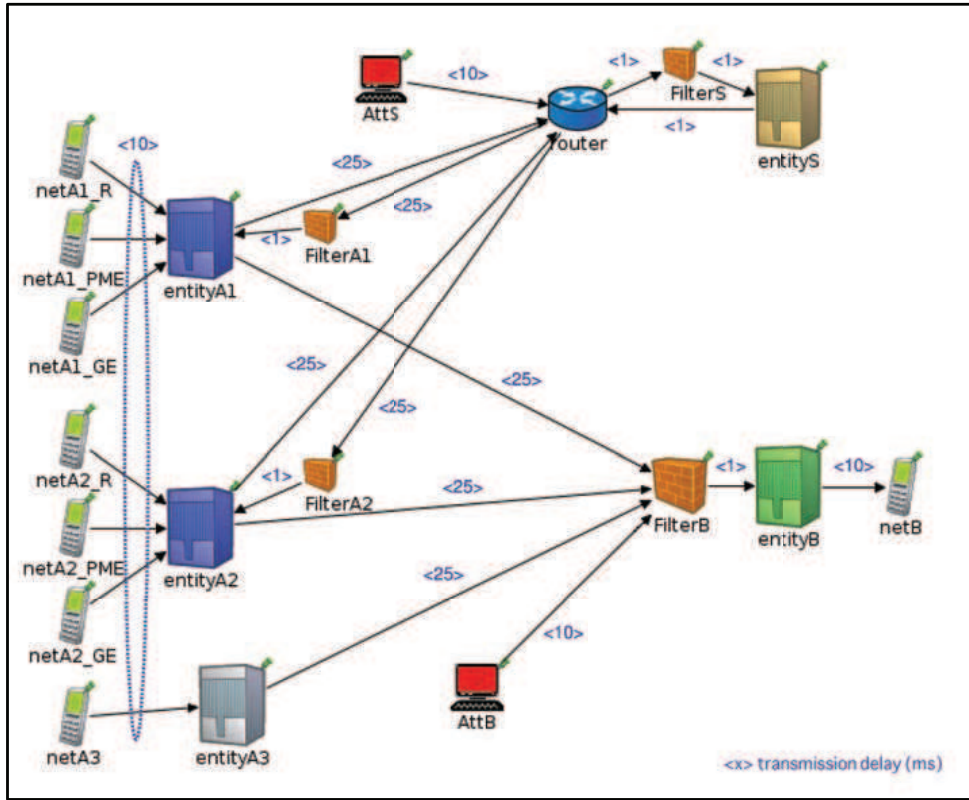 <10>
<1>
<1>
AttS
FilterS
<1>
router
entityS
<10>
<25>
netA1_R
<25>
<1>
FilterA1
netA1_PME
entityA1
netA1_GE
<25>
<25>
<25>
netA2_R
<1>
<25>
<1>
<10>
FilterA2
FilterB
entityB
netB
netA2_PME
entityA2
<25>
netA2_GE
<10>
AttB
netA3
entityA3
<x> transmission delay (ms)